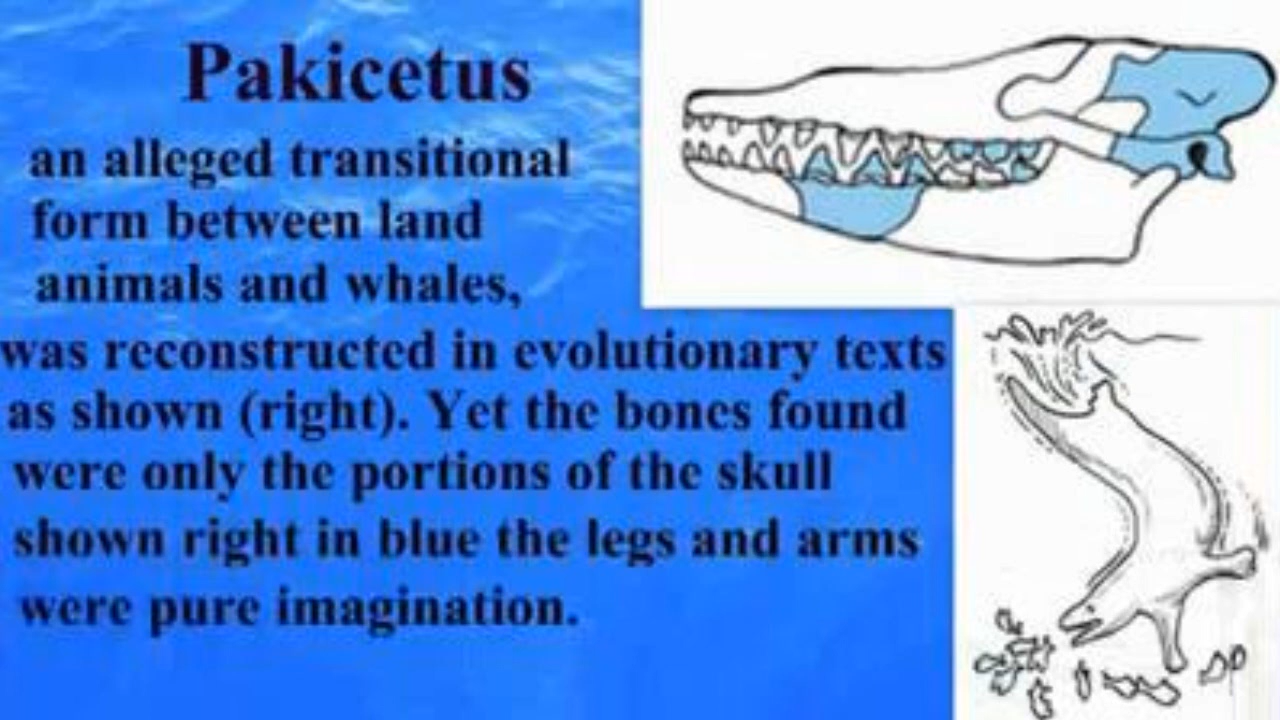 Pakicetus
an alleged transitional
form between land
animals and whales,
was reconstructed in evolutionary texts
as shown (right). Yet the bones found
were only the portions of the skull
shown right in blue the legs and arms
were pure imagination.